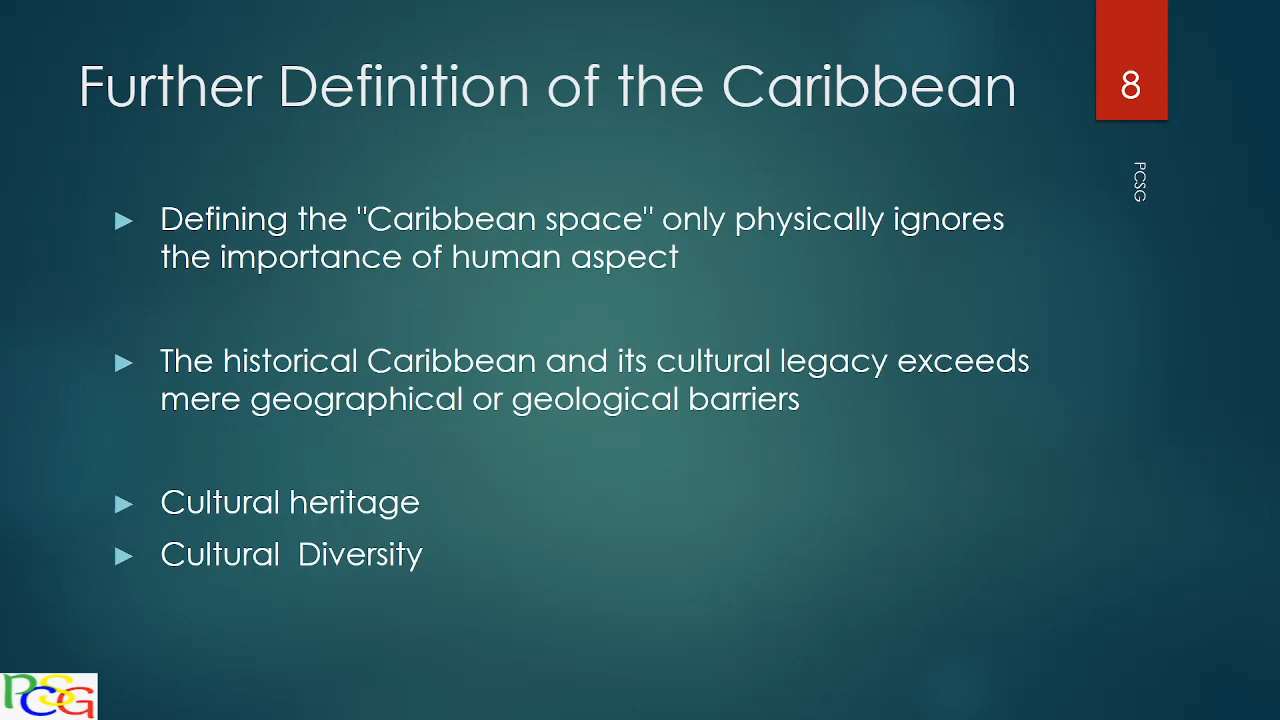 Further Definition of the Caribbean
8
PCSG
Defining the "Caribbean space" only physically ignores
the importance of human aspect
The historical Caribbean and its cultural legacy exceeds
mere geographical or geological barriers
Cultural heritage
Cultural  Diversity
PCSG